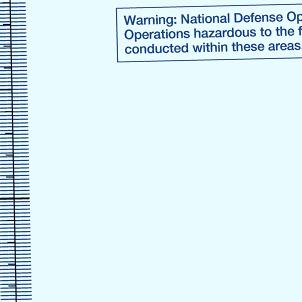 Warning: National Defense Op
Operations hazardous to the f
conducted within these areas